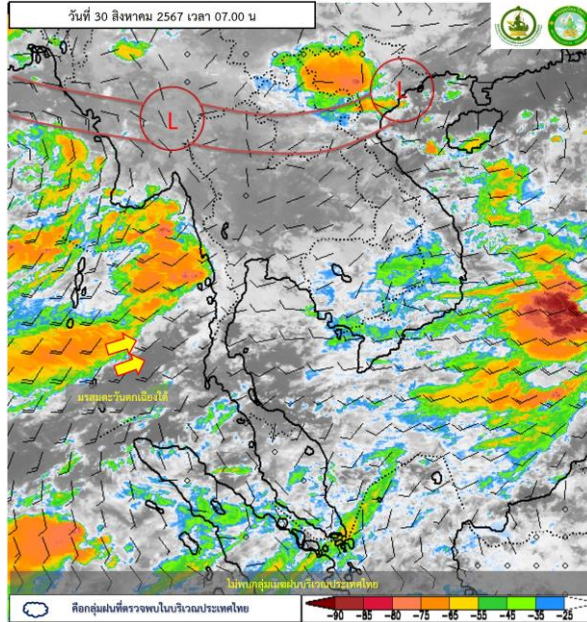 วันที่ 30 สิงหาคม 2567 เวลา 07.00 น
L
L
มรสุมตะวันตกเฉียงใต้
ไม่พบกลุ่มเมฆฝนบริเวณประเทศไทย
คือกลุ่มฝนที่ตรวจพบในบริเวณประเทศไทย
-90 -85 -80 -75 -65 -55 -45 -35 -25